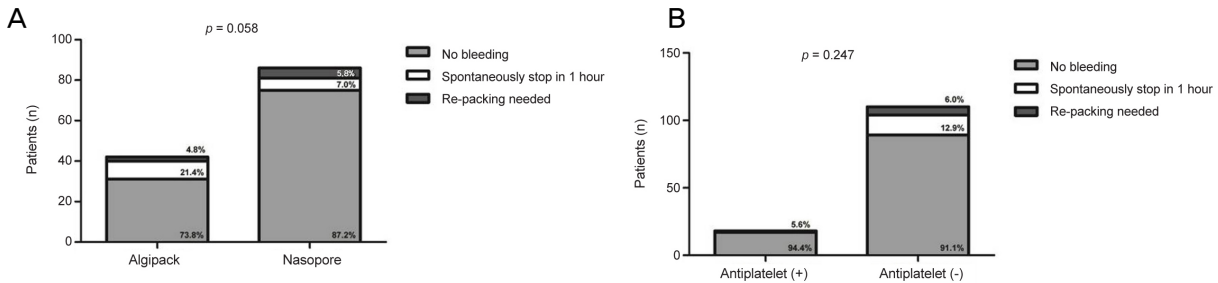 A
p = 0.058
100
80
60
40
20
0
Patients (n)
5.8%
7.0%
87.2%
4.8%
21.4%
73.8%
Algipack
Nasopore
No bleeding
Spontaneously stop in 1 hour
Re-packing needed
B
p = 0.247
150
100
50
0
Patients (n)
5.6%
94.4%
6.0%
12.9%
91.1%
Antiplatelet (+)
Antiplatelet (-)
No bleeding
Spontaneously stop in 1 hour
Re-packing needed